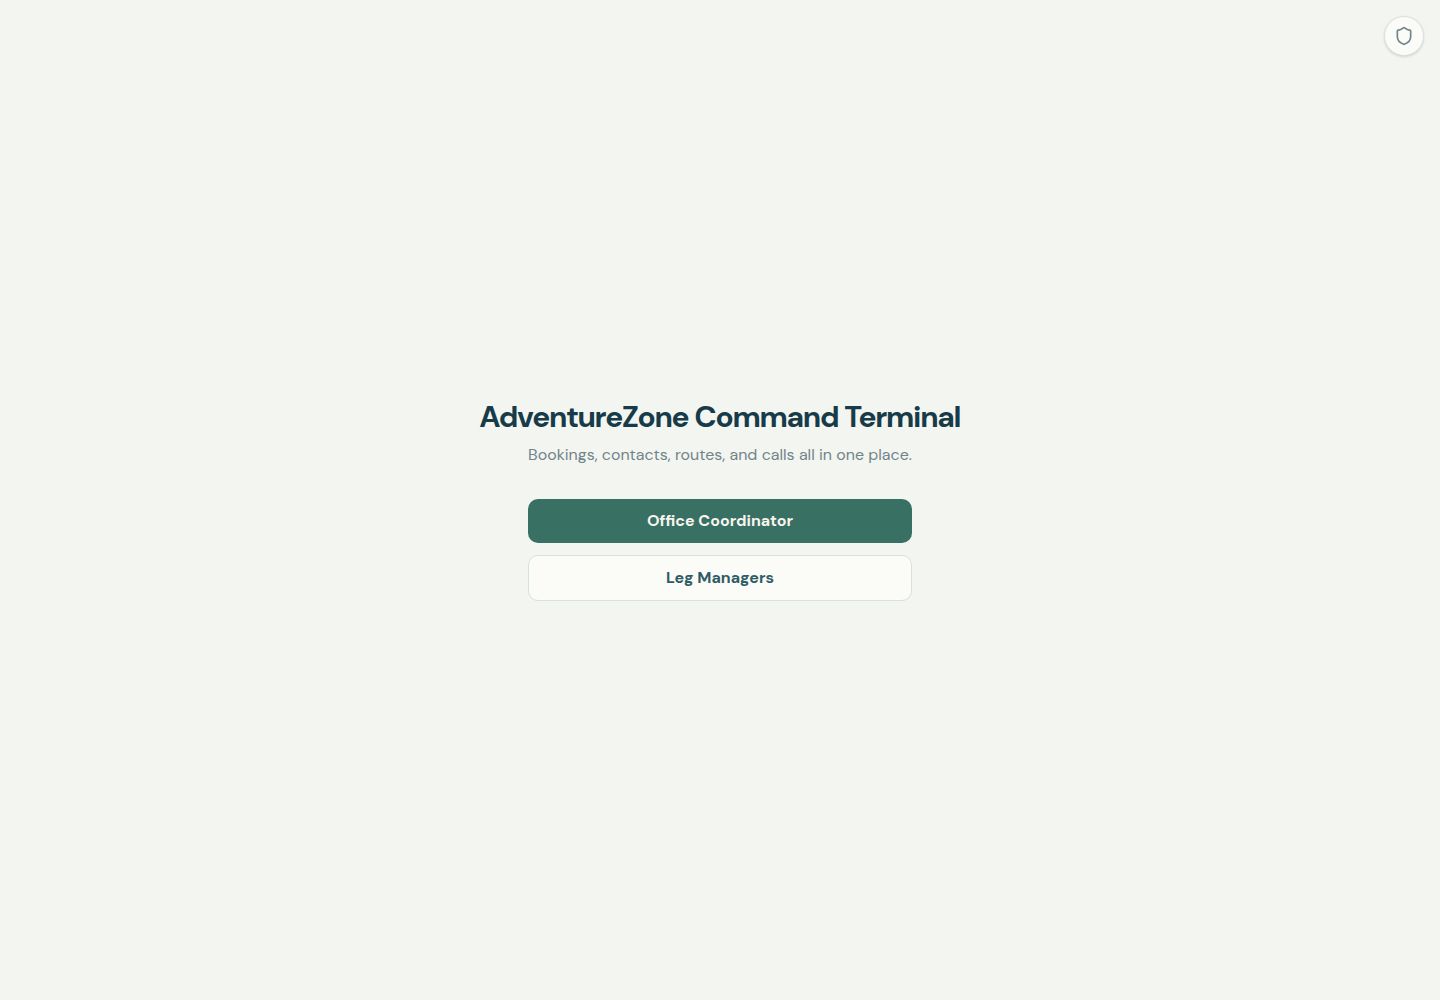 AdventureZone Command Terminal
Bookings, contacts, routes, and calls all in one place.
Office Coordinator
Leg Managers